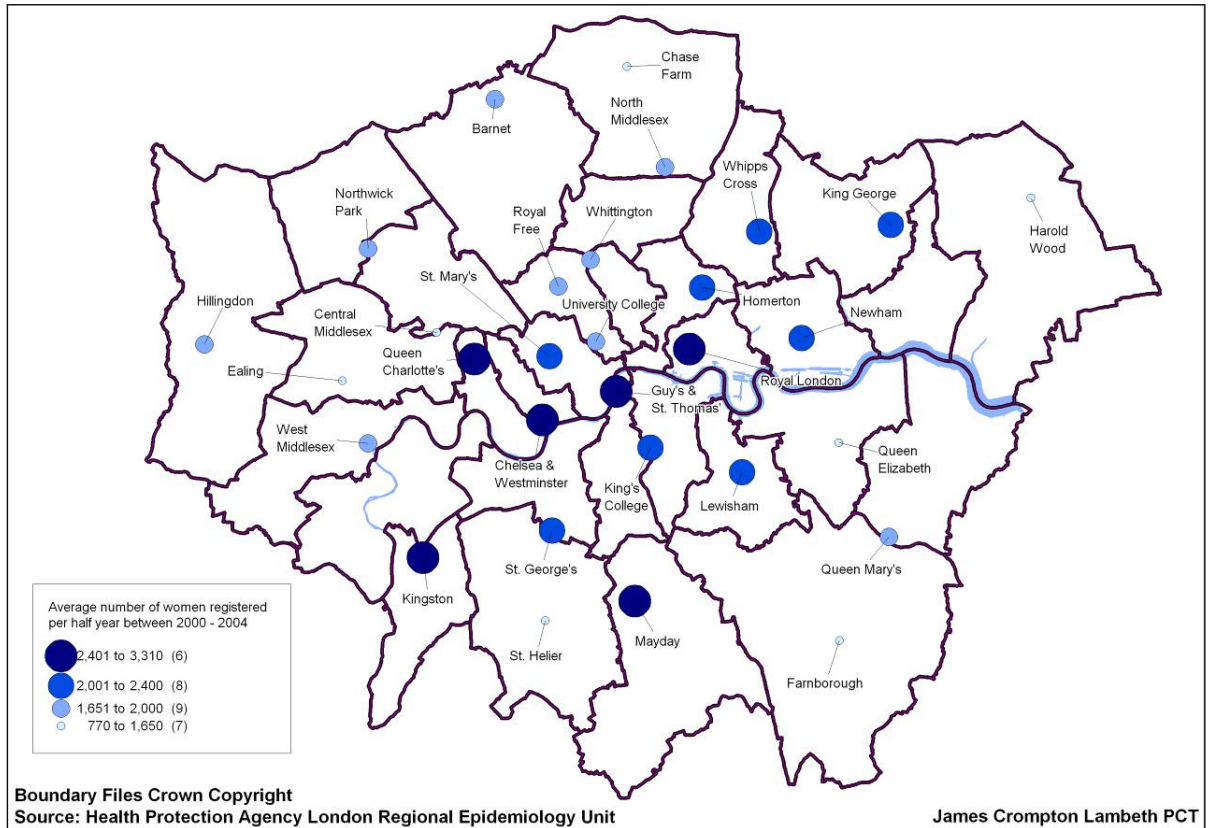 Chase
Farm
North
Middlesex
Barnet
Whipps
Cross
King George
Northwick
Park
Royal
Free
Whittington
Harold
Wood
St. Mary's
Hillingdon
Central
Middlesex
University College
Homerton
Newham
Queen
Charlotte's
Ealing
Royal London
Guy's &
St. Thomas'
West
Middlesex
Chelsea &
Westminster
King's
College
Lewisham
Queen
Elizabeth
St. George's
Queen Mary's
Kingston
Mayday
St. Helier
Farnborough
Average number of women registered
per half year between 2000 - 2004
2,401 to 3,310 (6)
2,001 to 2,400 (8)
1,651 to 2,000 (9)
770 to 1,650 (7)
Boundary Files Crown Copyright
Source: Health Protection Agency London Regional Epidemiology Unit
James Crompton Lambeth PCT